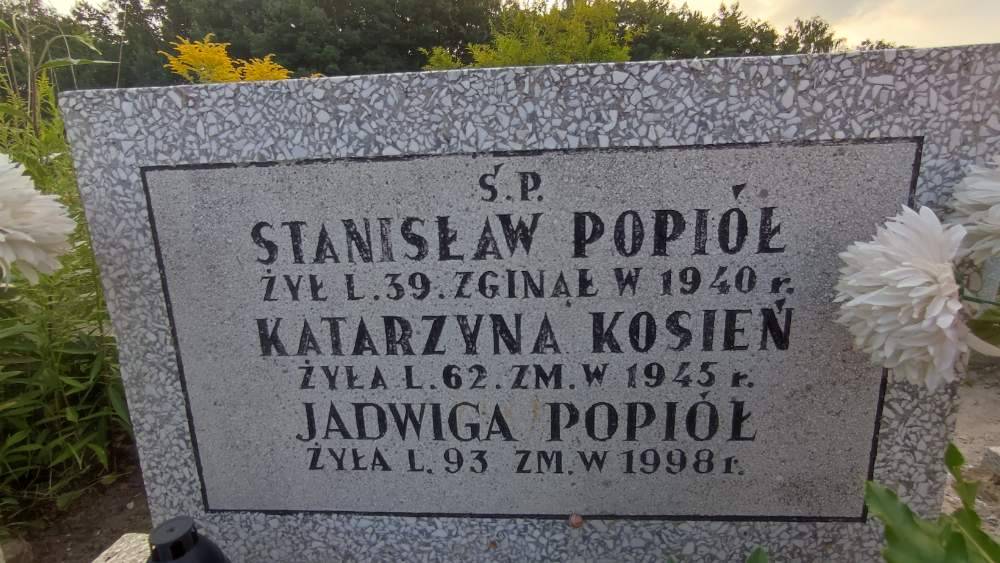 Ś.P.
STANISŁAW POPIÓŁ
ŻYŁ L.39. ZGINĄŁ W 1940 r.
KATARZYNA KOSIEŃ
ŻYŁA L.62. ZM.W 1945 r.
JADWIGA POPIÓŁ
ŻYŁA L.93 ZM.W 1998 r.